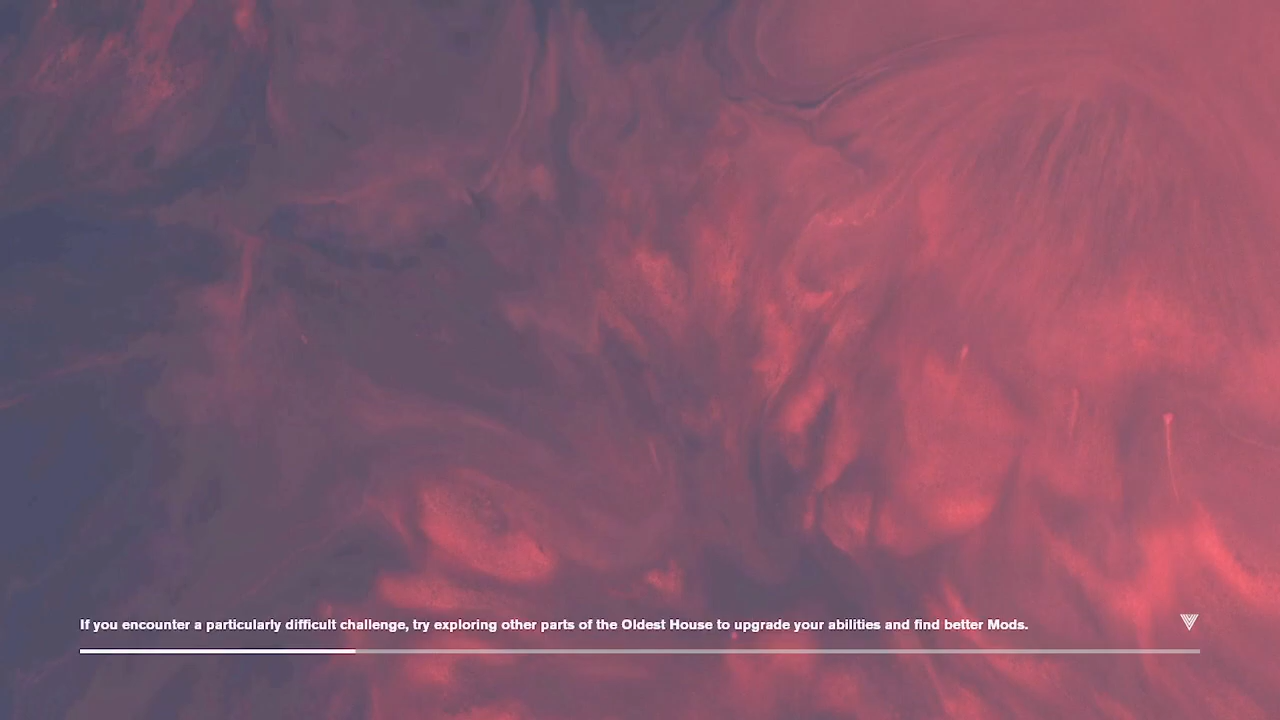 If you encounter a particularly difficult challenge, try exploring other parts of the Oldest House to upgrade your abilities and find better Mods.